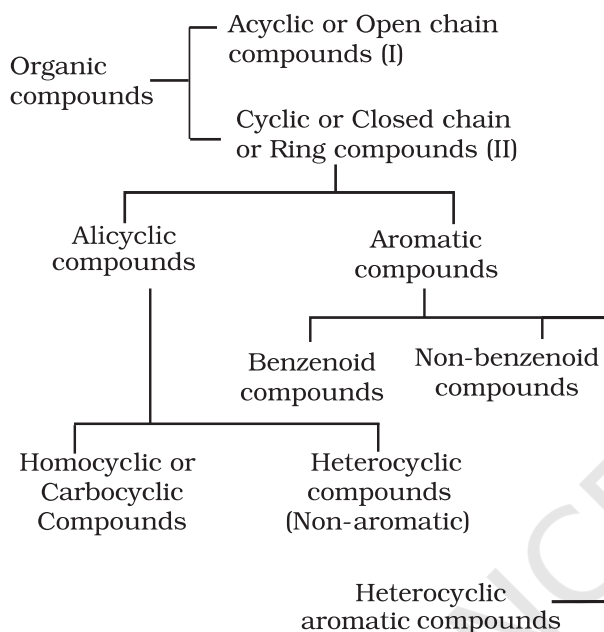 Acyclic or Open chain
compounds (I)
Organic
compounds
Cyclic or Closed chain
or Ring compounds (II)
Alicyclic
compounds
Aromatic
compounds
Benzenoid
compounds
Non-benzenoid
compounds
Homocyclic or
Carbocyclic
Compounds
Heterocyclic
compounds
(Non-aromatic)
Heterocyclic
aromatic compounds